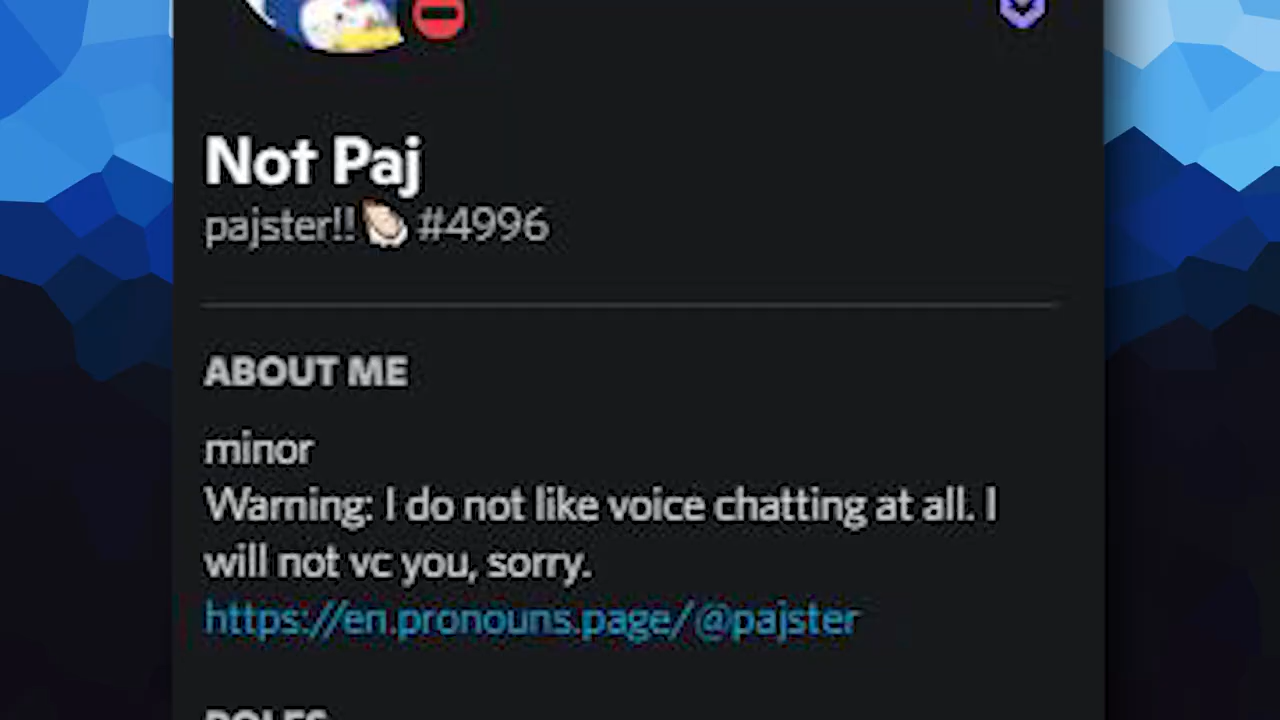 Not Paj
pajster!!🦪 #4996
ABOUT ME
minor
Warning: I do not like voice chatting at all. I
will not vc you, sorry.
https://en.pronouns.page/@pajster
ROLES